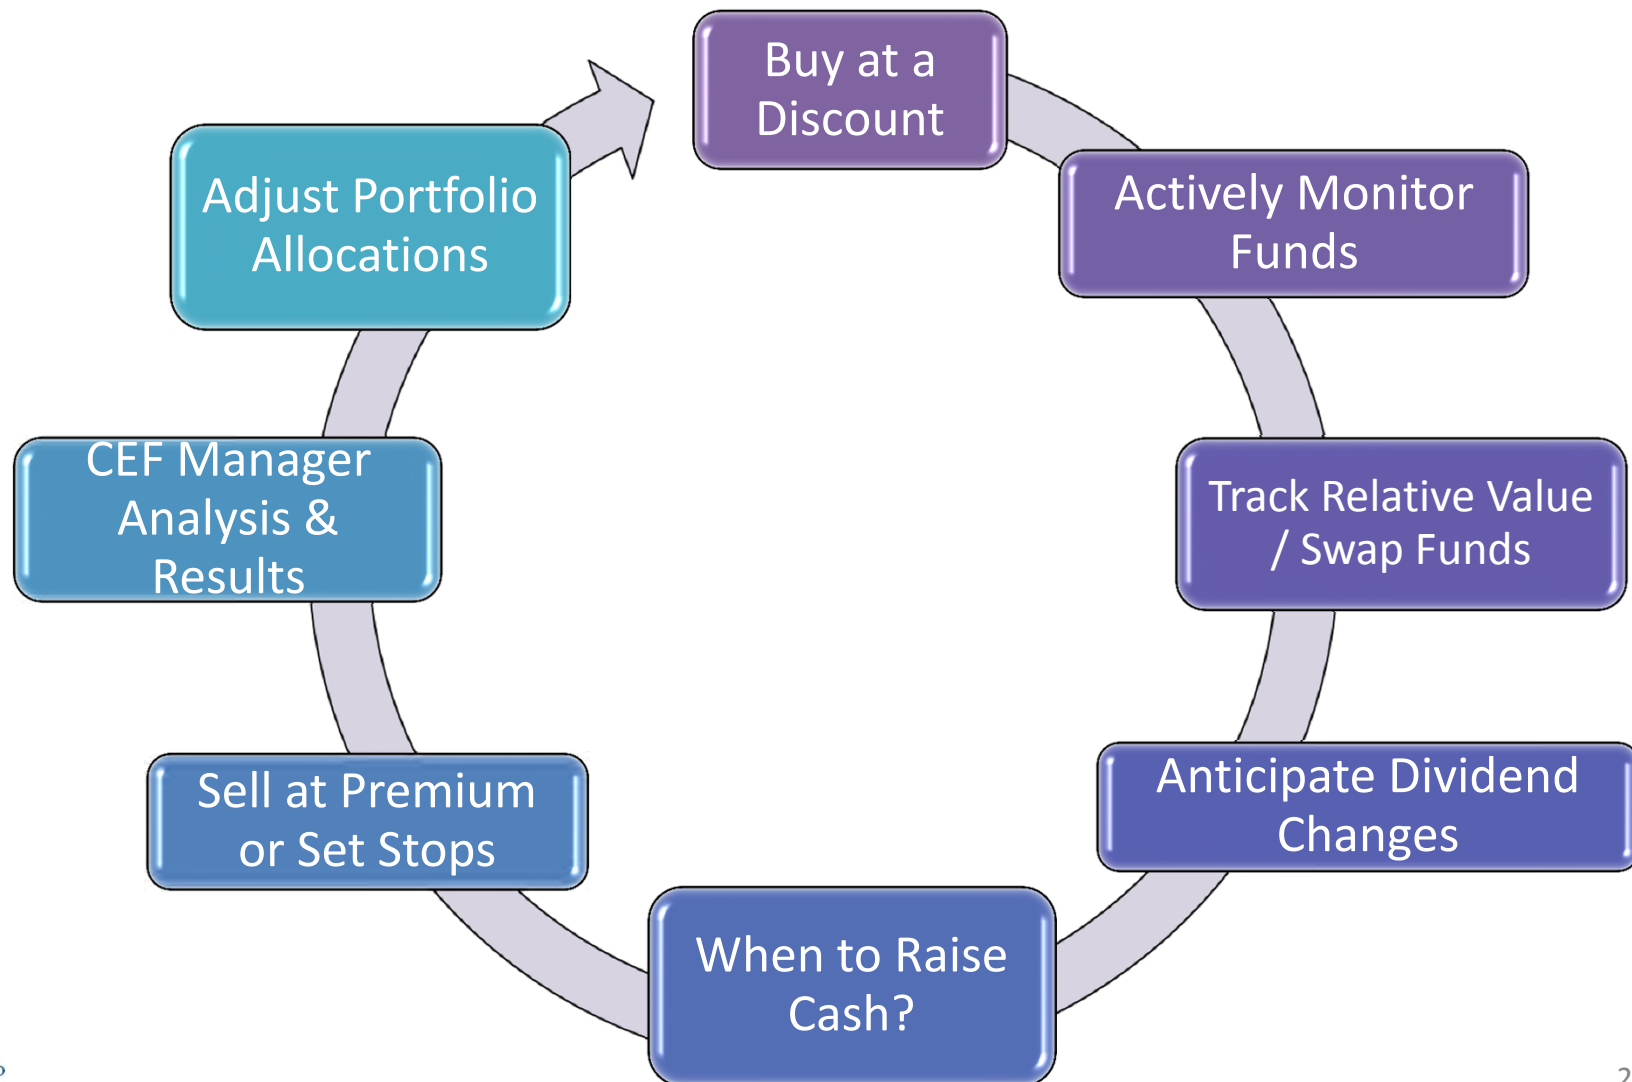 Buy at a
Discount
Actively Monitor
Funds
Track Relative Value
/ Swap Funds
Anticipate Dividend
Changes
When to Raise
Cash?
Sell at Premium
or Set Stops
CEF Manager
Analysis &
Results
Adjust Portfolio
Allocations